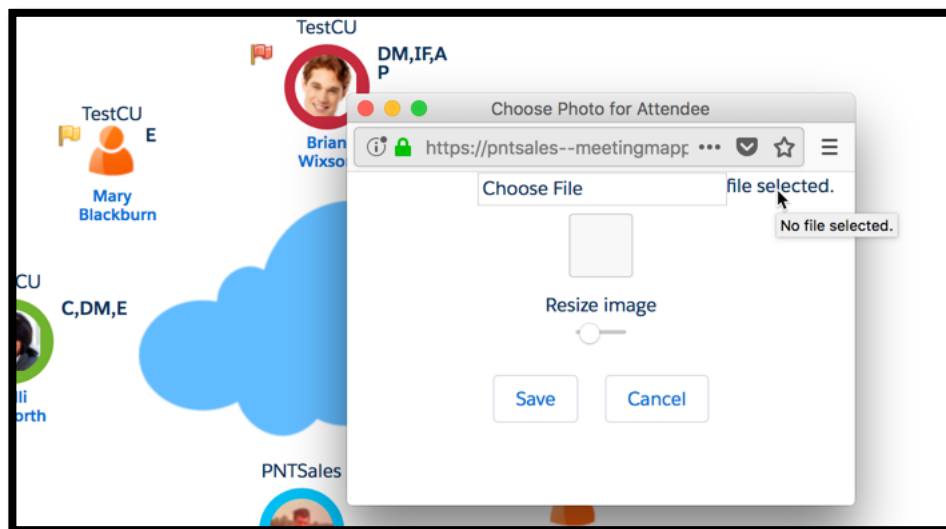 TestCU
DM,IF,A
P
Brian
Wixso
TestCU
E
Mary
Blackburn
CU
C,DM,E
lli
orth
PNTSales
Choose Photo for Attendee
https://pntsales--meetingmapp
Choose File
file selected.
No file selected.
Resize image
Save
Cancel